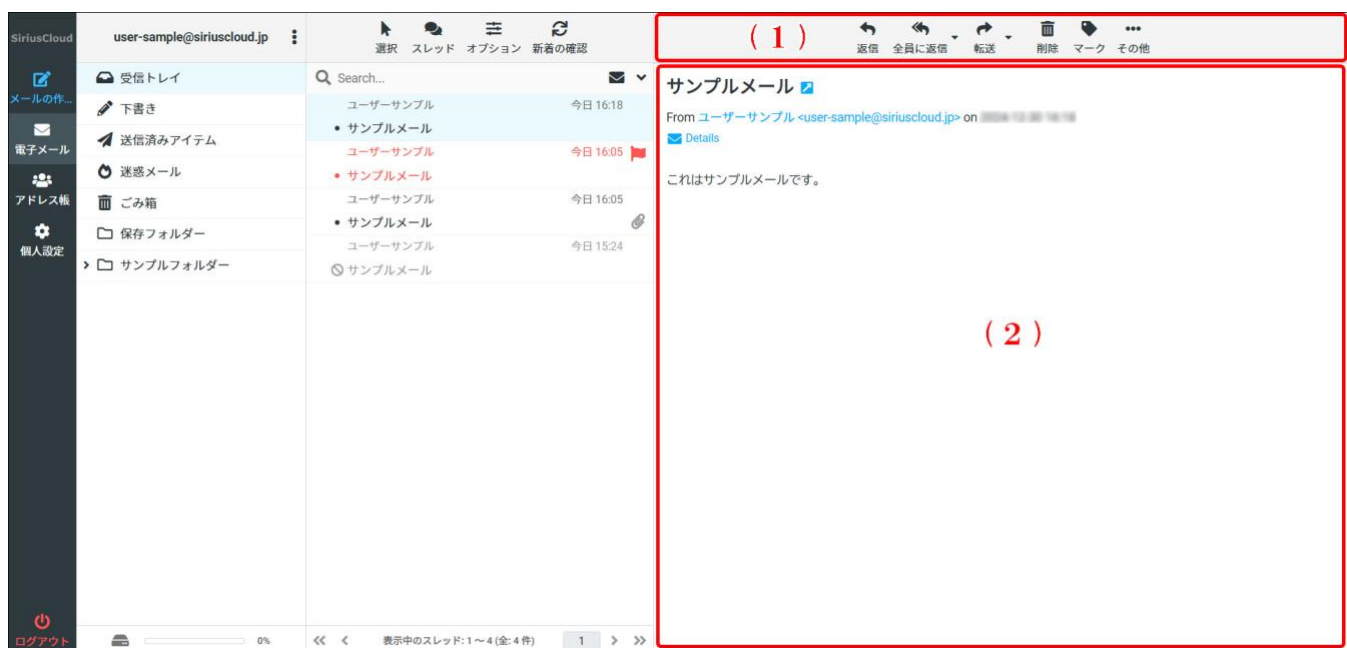 SiriusCloud
メールの作...
電子メール
アドレス帳
個人設定
ログアウト
user-sample@siriuscloud.jp
受信トレイ
下書き
送信済みアイテム
迷惑メール
ごみ箱
保存フォルダー
サンプルフォルダー
0%
選択 スレッド オプション 新着の確認
Search...
ユーザーサンプル 今日 16:18
• サンプルメール
ユーザーサンプル 今日 16:05
• サンプルメール
ユーザーサンプル 今日 16:05
• サンプルメール
ユーザーサンプル 今日 15:24
サンプルメール
表示中のスレッド: 1 ～ 4 (全: 4 件) 1
(1)
返信 全員に返信 転送 削除 マーク その他
サンプルメール
From ユーザーサンプル <user-sample@siriuscloud.jp> on
Details
これはサンプルメールです。
(2)